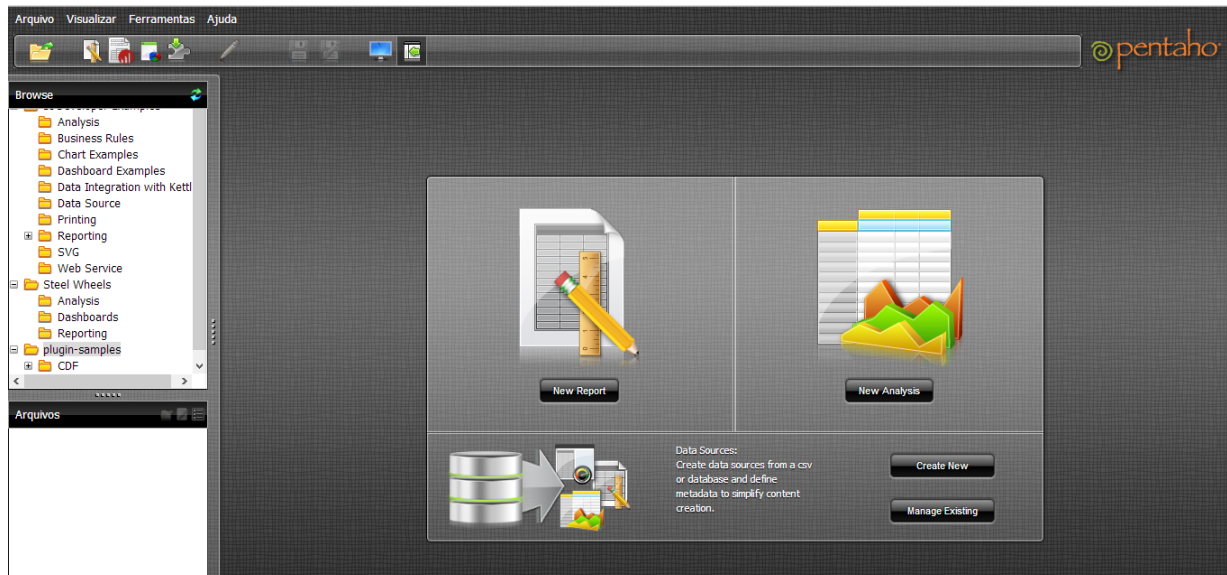 Arquivo Visualizar Ferramentas Ajuda
pentaho
Browse
Analysis
Business Rules
Chart Examples
Dashboard Examples
Data Integration with Kettl
Data Source
Printing
Reporting
SVG
Web Service
Steel Wheels
Analysis
Dashboards
Reporting
plugin-samples
CDF
Arquivos
New Report
New Analysis
Data Sources:
Create data sources from a csv
or database and define
metadata to simplify content
creation.
Create New
Manage Existing